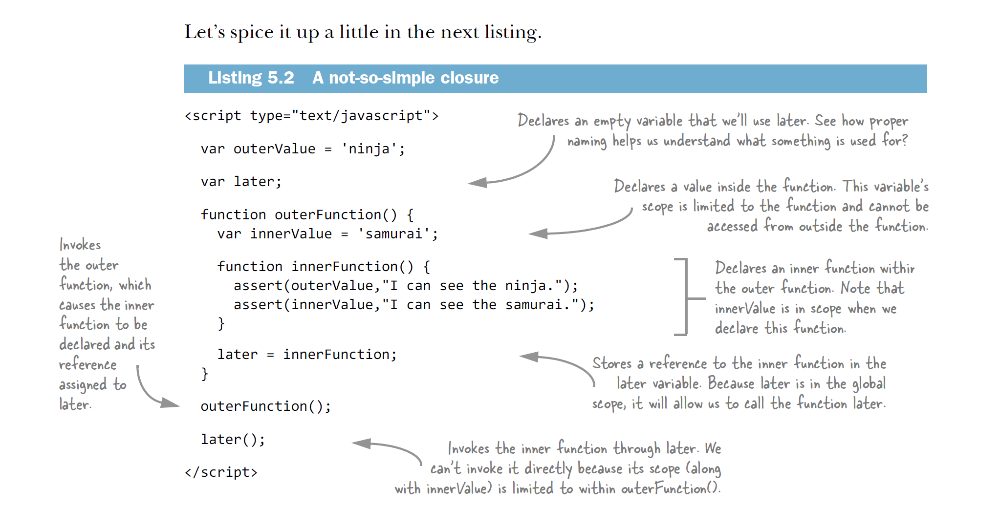 Let's spice it up a little in the next listing.
Listing 5.2 A not-so-simple closure
<script type="text/javascript">
var outerValue = 'ninja';
var later;
function outerFunction() {
var innerValue = 'samurai';
function innerFunction() {
assert(outerValue,"I can see the ninja.");
assert(innerValue,"I can see the samurai.");
}
later = innerFunction;
}
outerFunction();
later();
</script>
Declares an empty variable that we'll use later. See how proper
naming helps us understand what something is used for?
Declares a value inside the function. This variable's
scope is limited to the function and cannot be
accessed from outside the function.
Declares an inner function within
the outer function. Note that
innerValue is in scope when we
declare this function.
Stores a reference to the inner function in the
later variable. Because later is in the global
scope, it will allow us to call the function later.
Invokes
the outer
function, which
causes the inner
function to be
declared and its
reference
assigned to
later.
Invokes the inner function through later. We
can't invoke it directly because its scope (along
with innerValue) is limited to within outerFunction().